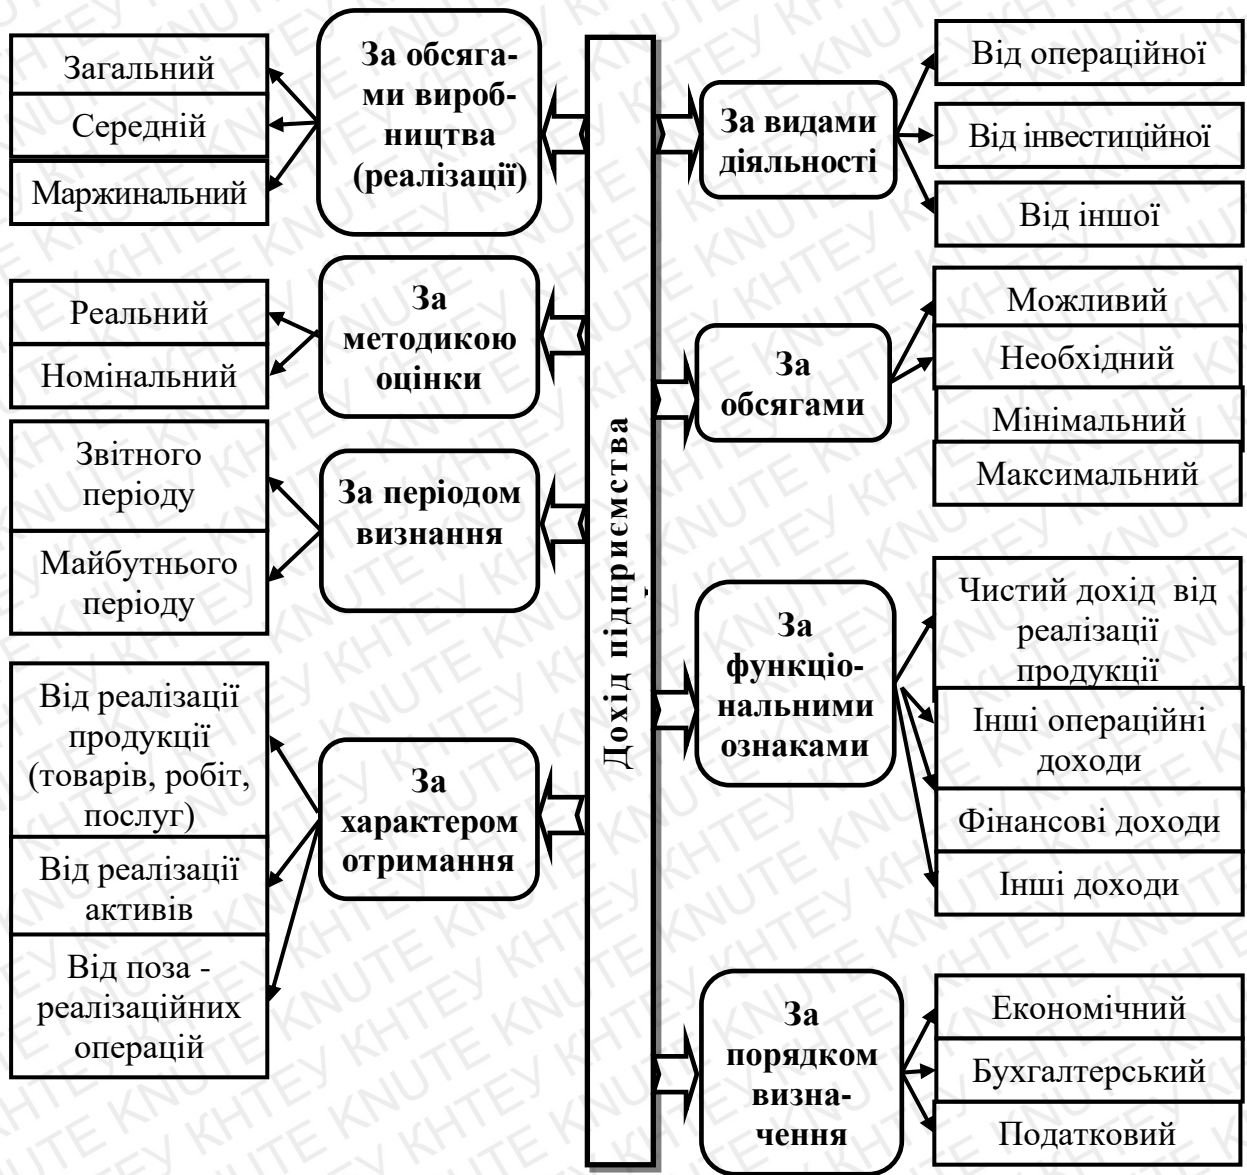 За обсяга-
ми вироб-
ництва
(реалізації)
Загальний
Середній
Маржинальний
За
методикою
оцінки
Реальний
Номінальний
За періодом
визнання
Звітного
періоду
Майбутнього
періоду
За
характером
отримання
Від реалізації
продукції
(товарів, робіт,
послуг)
Від реалізації
активів
Від поза -
реалізаційних
операцій
Дохід підприємства
За видами
діяльності
Від операційної
Від інвестиційної
Від іншої
За
обсягами
Можливий
Необхідний
Мінімальний
Максимальний
За
функціо-
нальними
ознаками
Чистий дохід від
реалізації
продукції
Інші операційні
доходи
Фінансові доходи
Інші доходи
За
порядком
визна-
чення
Економічний
Бухгалтерський
Податковий